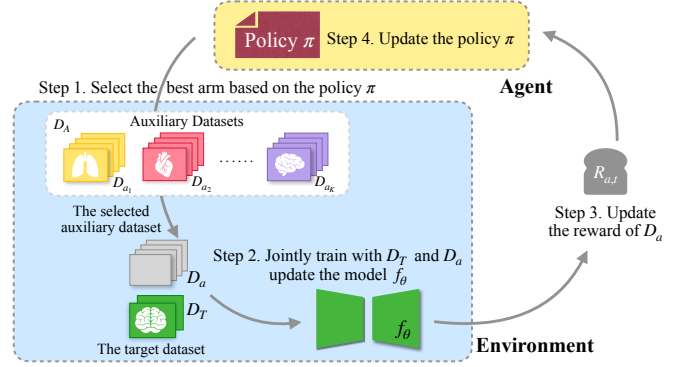 Policy π
Step 4. Update the policy π
Agent
Step 1. Select the best arm based on the policy π
D_A
Auxiliary Datasets
......
D_{a_1}
D_{a_2}
D_{a_K}
The selected
auxiliary dataset
D_a
Step 2. Jointly train with D_T and D_a
update the model f_θ
D_T
The target dataset
f_θ
R_{a,t}
Step 3. Update
the reward of D_a
Environment